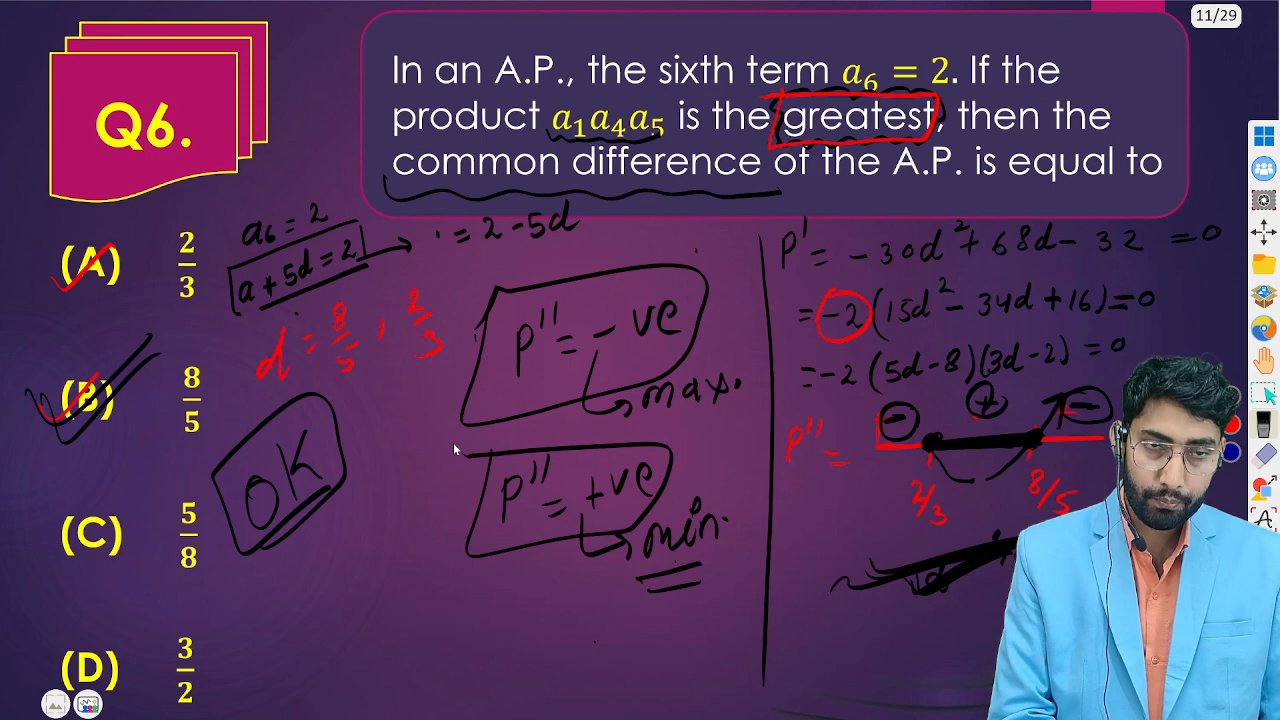 11/29
Q6.
In an A.P., the sixth term a₆ = 2. If the
product a₁a₄a₅ is the greatest, then the
common difference of the A.P. is equal to
(A) 2/3
(B) 8/5
(C) 5/8
(D) 3/2
a₆ = 2
a + 5d = 2
= 2 - 5d
d = 8/5, 2/3
OK
P'' = - ve
max.
P'' = +ve
min.
P' = - 30d² + 68d - 32 = 0
= -2 (15d² - 34d + 16) = 0
= -2 (5d - 8)(3d - 2) = 0
- + -
P'' =
2/3 8/5